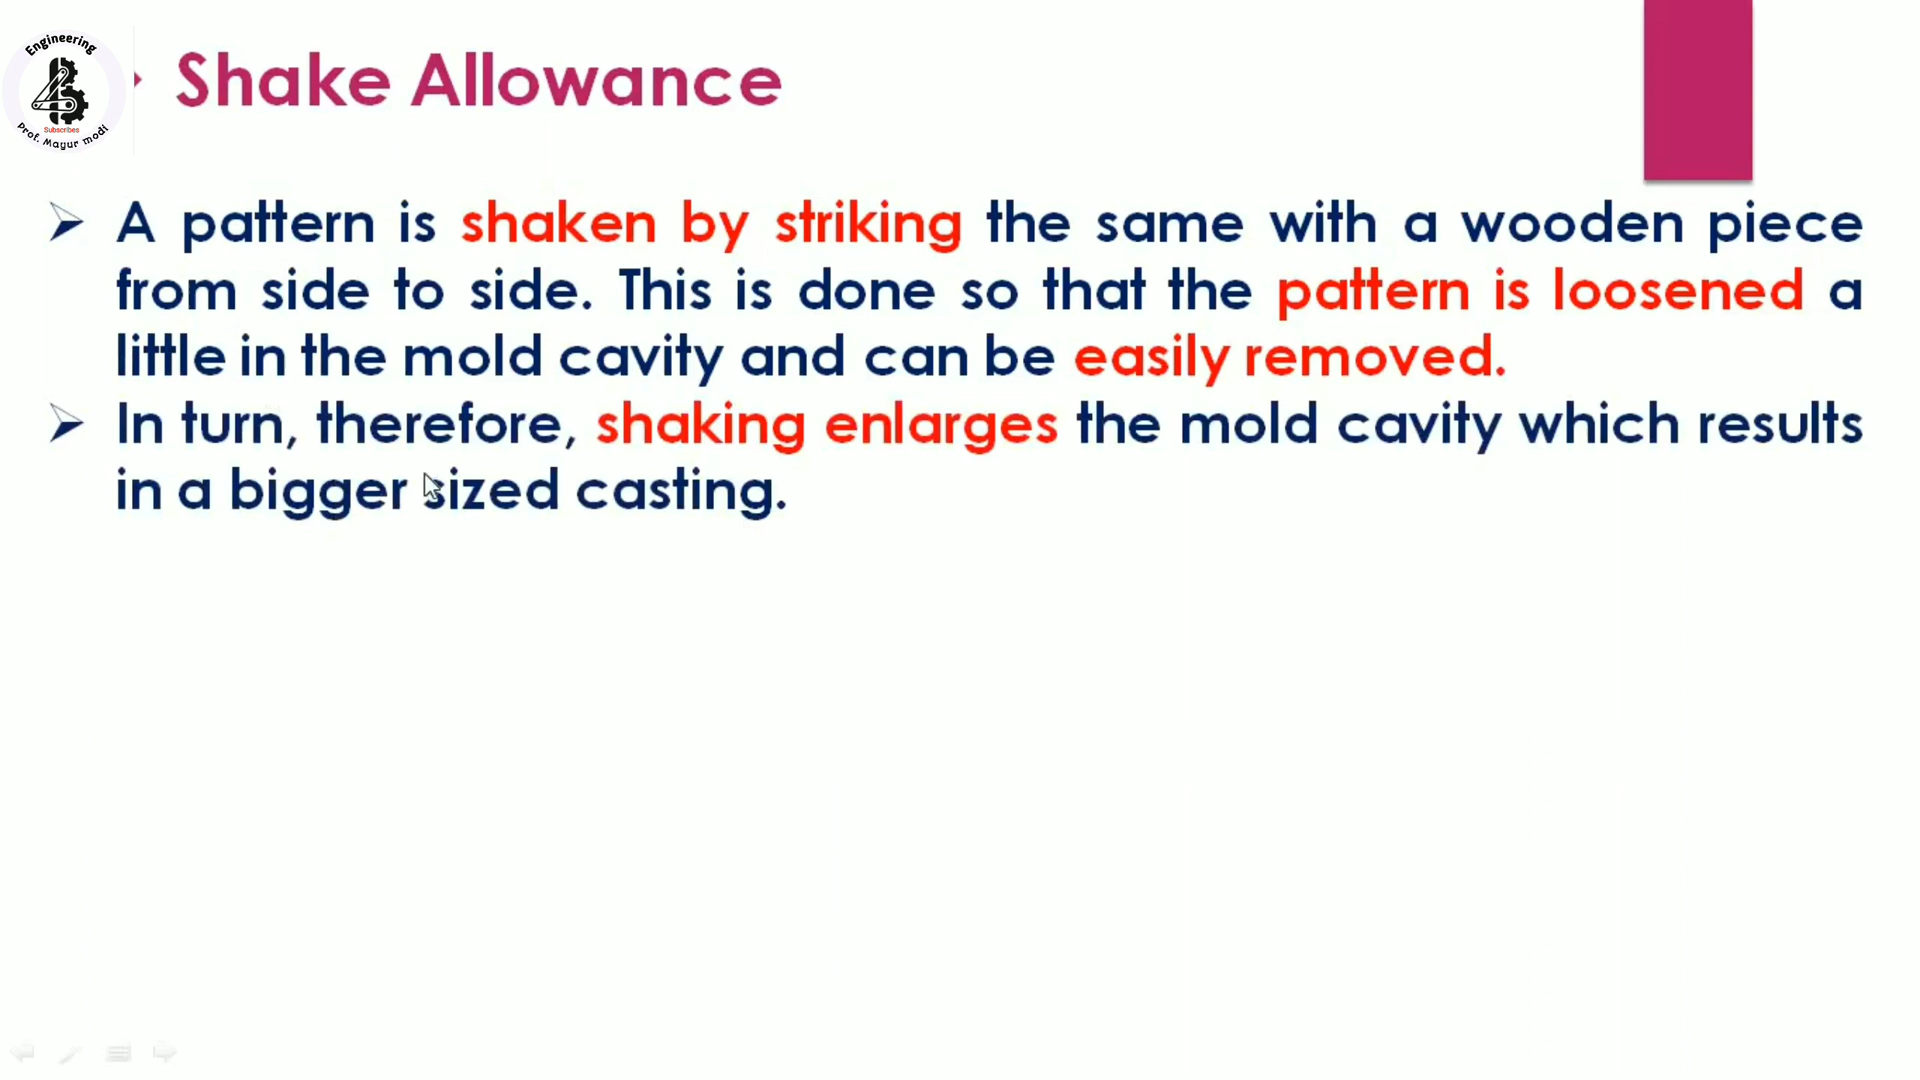 Engineering
Subscribes
Prof. Mayur modi
Shake Allowance
A pattern is shaken by striking the same with a wooden piece
from side to side. This is done so that the pattern is loosened a
little in the mold cavity and can be easily removed.
In turn, therefore, shaking enlarges the mold cavity which results
in a bigger sized casting.